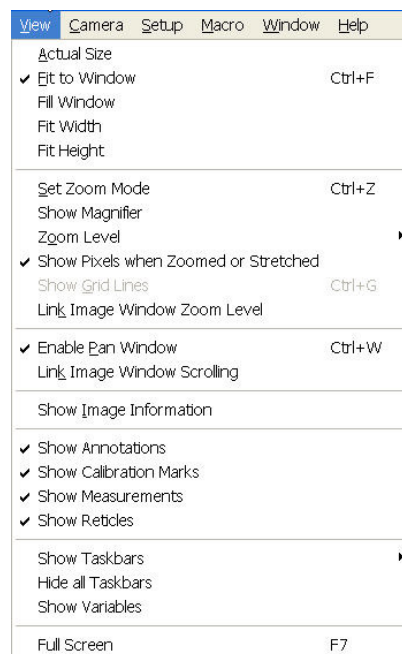 View Camera Setup Macro Window Help
Actual Size
Fit to Window Ctrl+F
Fill Window
Fit Width
Fit Height
Set Zoom Mode Ctrl+Z
Show Magnifier
Zoom Level
Show Pixels when Zoomed or Stretched
Show Grid Lines Ctrl+G
Link Image Window Zoom Level
Enable Pan Window Ctrl+W
Link Image Window Scrolling
Show Image Information
Show Annotations
Show Calibration Marks
Show Measurements
Show Reticles
Show Taskbars
Hide all Taskbars
Show Variables
Full Screen F7